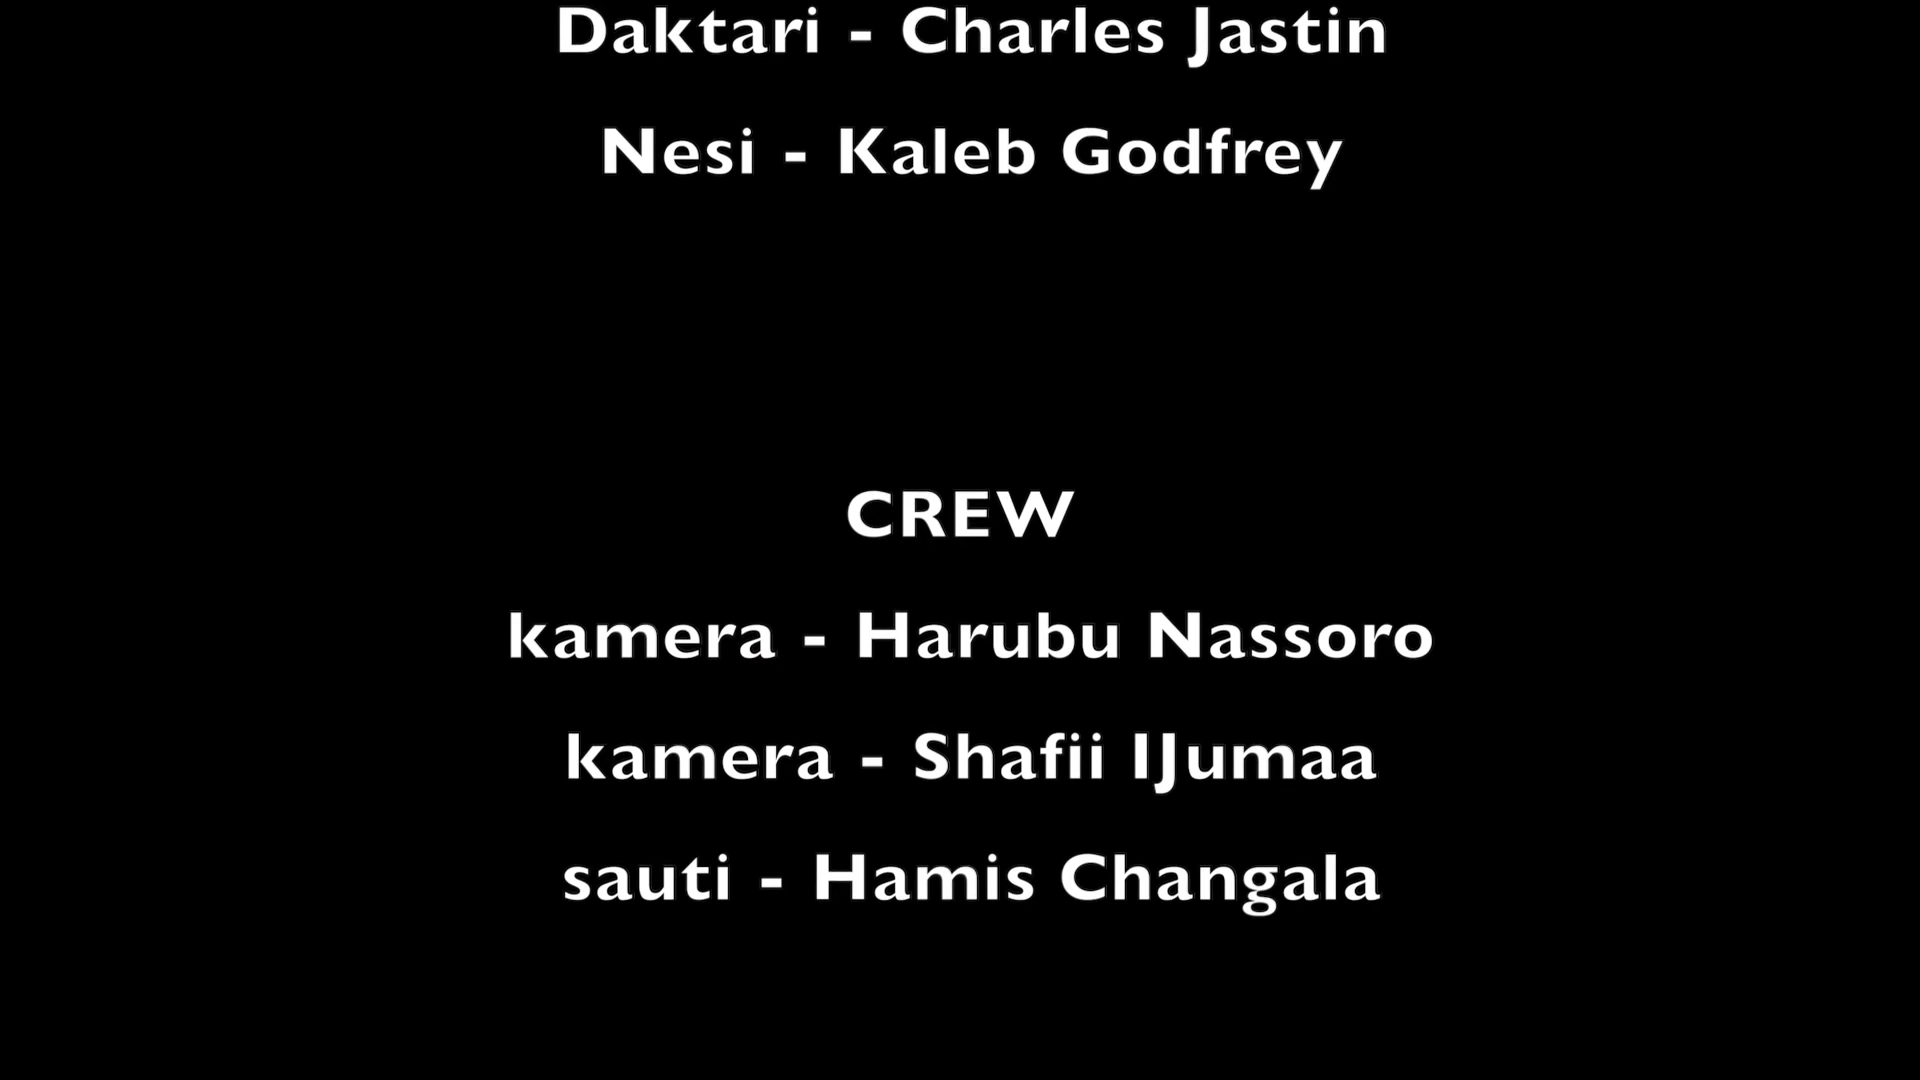 Daktari - Charles Jastin
Nesi - Kaleb Godfrey
CREW
kamera - Harubu Nassoro
kamera - Shafii IJumaa
sauti - Hamis Changala